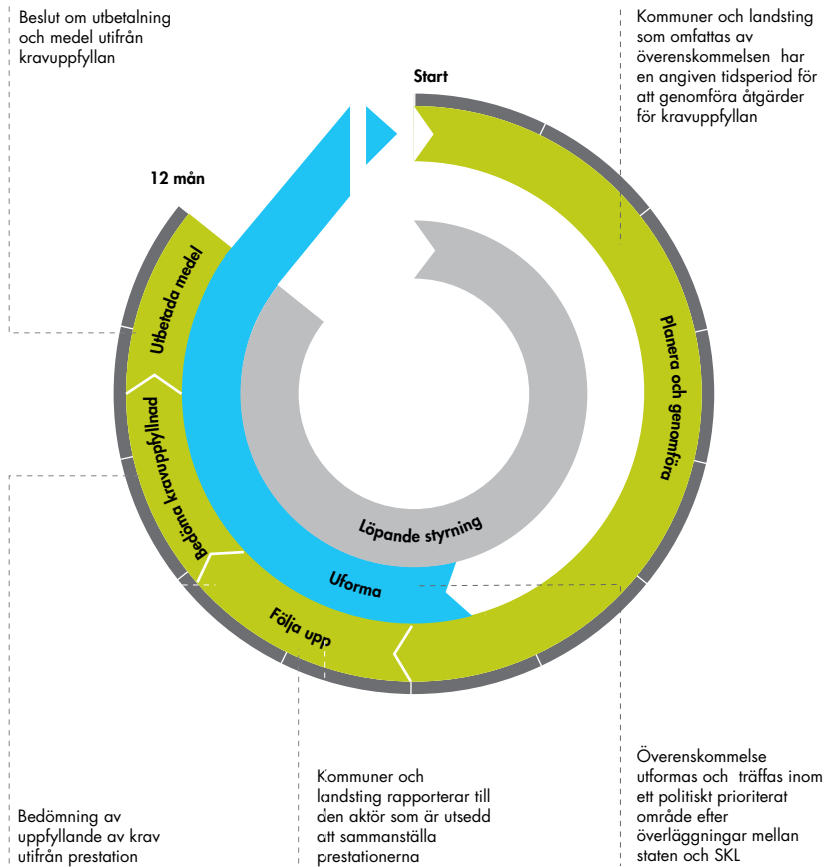 Beslut om utbetalning
och medel utifrån
kravuppfyllan
Kommuner och landsting
som omfattas av
överenskommelsen har
en angiven tidsperiod för
att genomföra åtgärder
för kravuppfyllan
Start
12 mån
Utbetada medel
Planera och genomföra
Bedöma kravuppfyllnad
Löpande styrning
Uforma
Följa upp
Bedömning av
uppfyllande av krav
utifrån prestation
Kommuner och
landsting rapporterar till
den aktör som är utsedd
att sammanställa
prestationerna
Överenskommelse
utformas och träffas inom
ett politiskt prioriterat
område efter
överläggningar mellan
staten och SKL